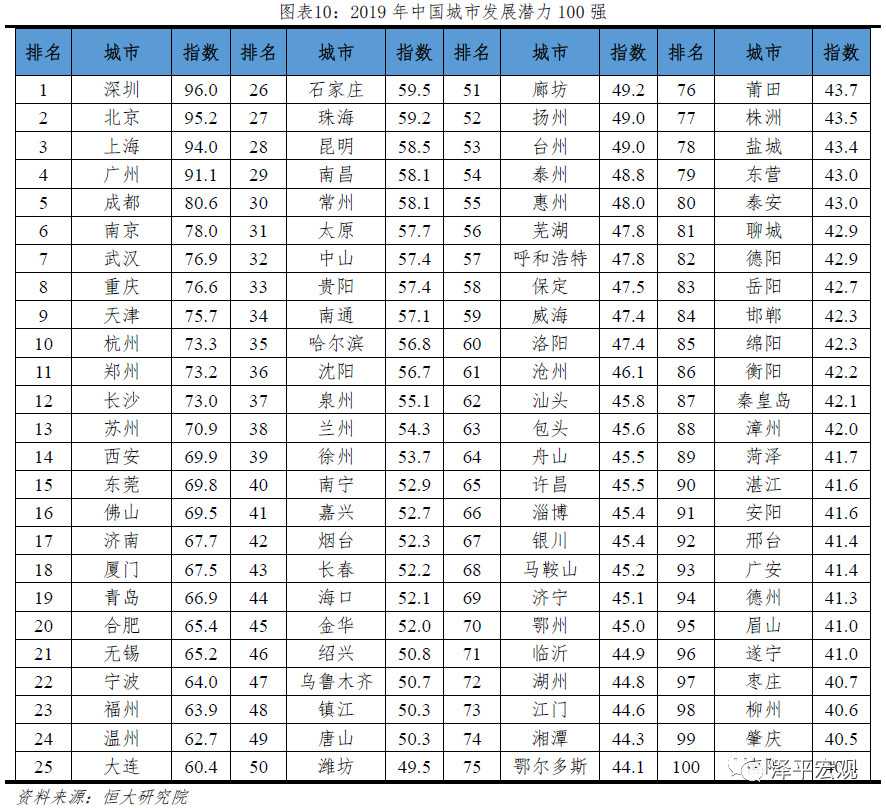 图表10：2019 年中国城市发展潜力 100 强
排名 城市 指数 排名 城市 指数 排名 城市 指数 排名 城市 指数
1 深圳 96.0 26 石家庄 59.5 51 廊坊 49.2 76 莆田 43.7
2 北京 95.2 27 珠海 59.2 52 扬州 49.0 77 株洲 43.5
3 上海 94.0 28 昆明 58.5 53 台州 49.0 78 盐城 43.4
4 广州 91.1 29 南昌 58.1 54 泰州 48.8 79 东营 43.0
5 成都 80.6 30 常州 58.1 55 惠州 48.0 80 泰安 43.0
6 南京 78.0 31 太原 57.7 56 芜湖 47.8 81 聊城 42.9
7 武汉 76.9 32 中山 57.4 57 呼和浩特 47.8 82 德阳 42.9
8 重庆 76.6 33 贵阳 57.4 58 保定 47.5 83 岳阳 42.7
9 天津 75.7 34 南通 57.1 59 威海 47.4 84 邯郸 42.3
10 杭州 73.3 35 哈尔滨 56.8 60 洛阳 47.4 85 绵阳 42.3
11 郑州 73.2 36 沈阳 56.7 61 沧州 46.1 86 衡阳 42.2
12 长沙 73.0 37 泉州 55.1 62 汕头 45.8 87 秦皇岛 42.1
13 苏州 70.9 38 兰州 54.3 63 包头 45.6 88 漳州 42.0
14 西安 69.9 39 徐州 53.7 64 舟山 45.5 89 菏泽 41.7
15 东莞 69.8 40 南宁 52.9 65 许昌 45.5 90 湛江 41.6
16 佛山 69.5 41 嘉兴 52.7 66 淄博 45.4 91 安阳 41.6
17 济南 67.7 42 烟台 52.3 67 银川 45.4 92 邢台 41.4
18 厦门 67.5 43 长春 52.2 68 马鞍山 45.2 93 广安 41.4
19 青岛 66.9 44 海口 52.1 69 济宁 45.1 94 德州 41.3
20 合肥 65.4 45 金华 52.0 70 鄂州 45.0 95 眉山 41.0
21 无锡 65.2 46 绍兴 50.8 71 临沂 44.9 96 遂宁 41.0
22 宁波 64.0 47 乌鲁木齐 50.7 72 湖州 44.8 97 枣庄 40.7
23 福州 63.9 48 镇江 50.3 73 江门 44.6 98 柳州 40.6
24 温州 62.7 49 唐山 50.3 74 湘潭 44.3 99 肇庆 40.5
25 大连 60.4 50 潍坊 49.5 75 鄂尔多斯 44.1 100
泽平宏观
资料来源：恒大研究院